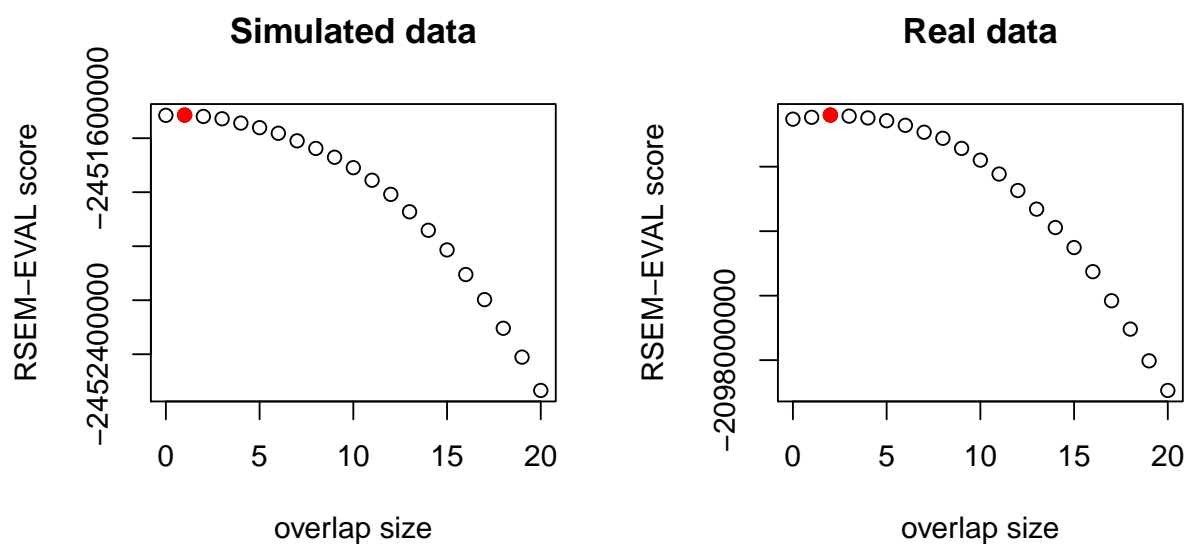 Simulated data
RSEM−EVAL score
−2451600000
−2452400000
0 5 10 15 20
overlap size
Real data
RSEM−EVAL score
−2098000000
0 5 10 15 20
overlap size